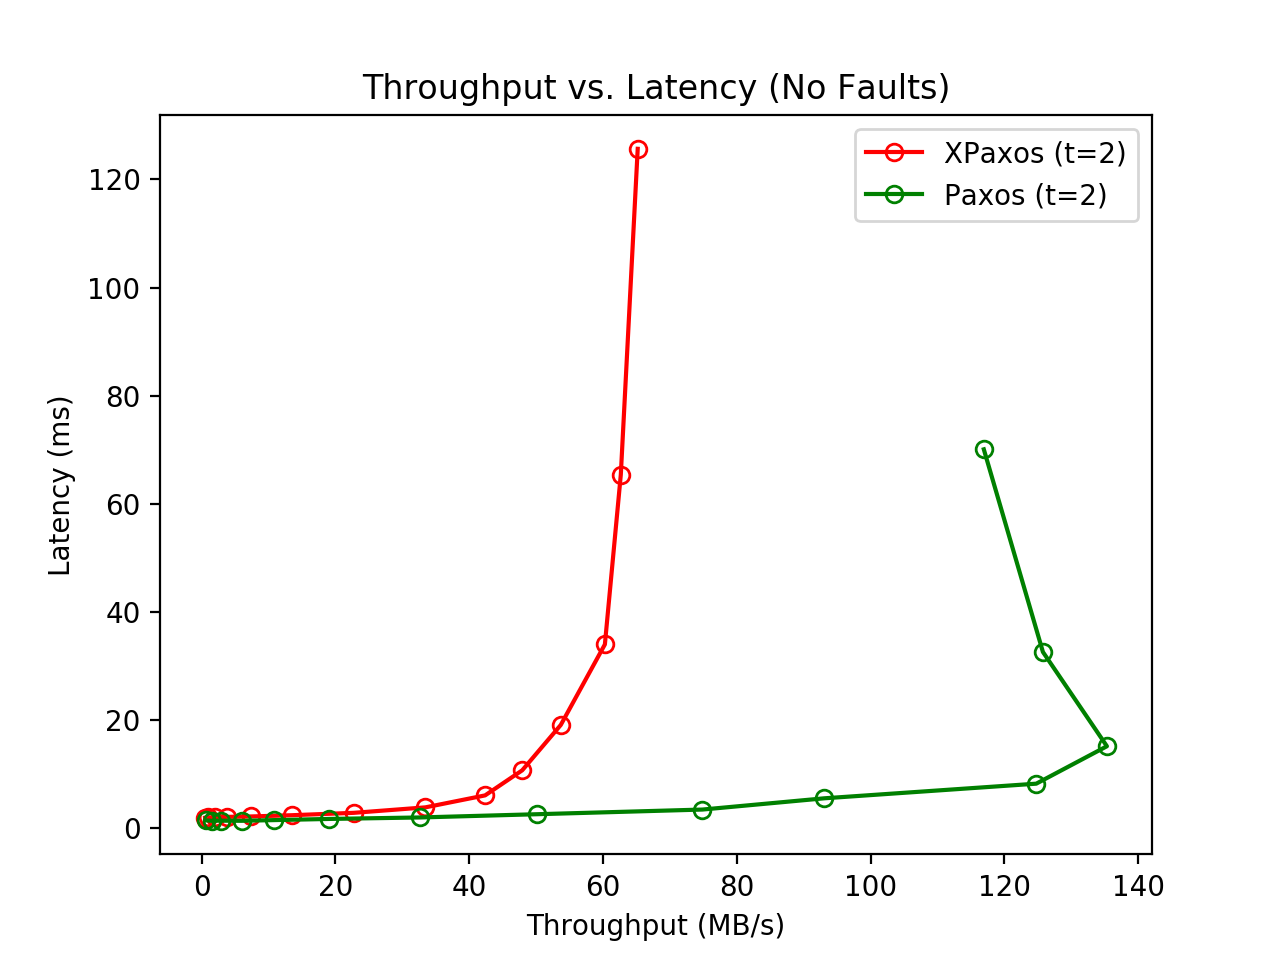 Throughput vs. Latency (No Faults)
XPaxos (t=2)
Paxos (t=2)
120
100
80
60
40
20
0
Latency (ms)
0 20 40 60 80 100 120 140
Throughput (MB/s)